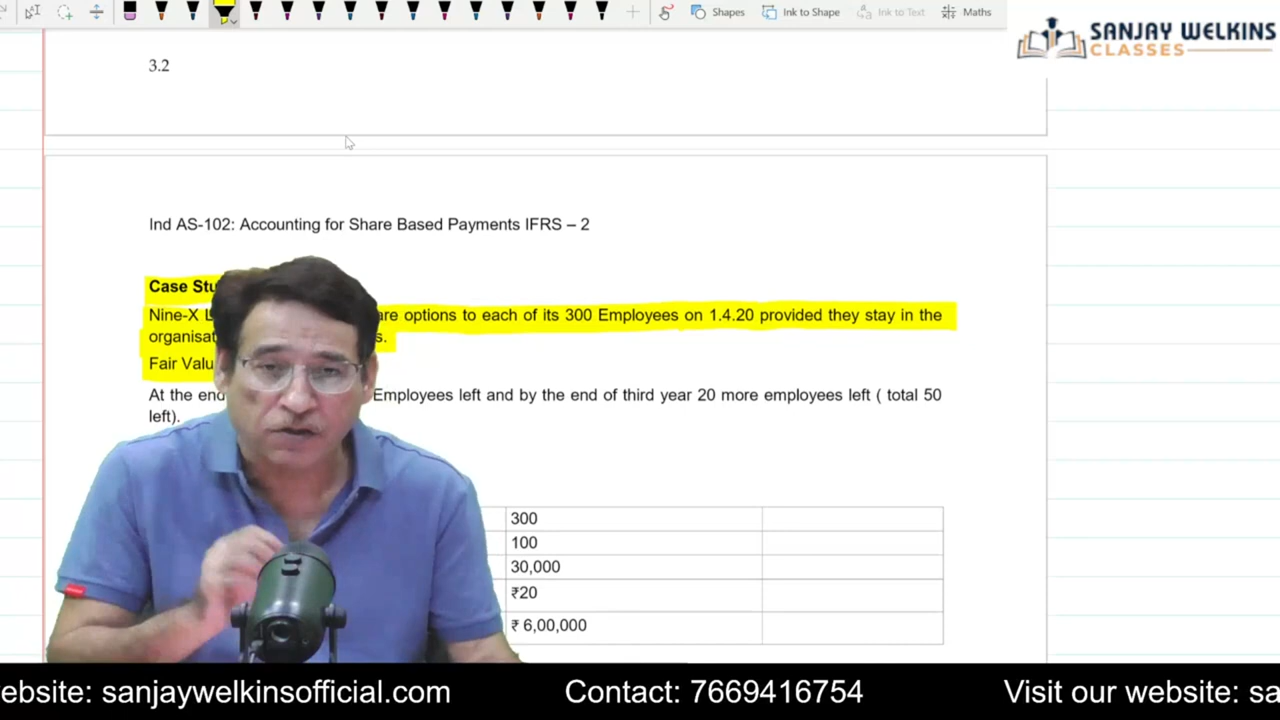 Shapes Ink to Shape Ink to Text Maths
SANJAY WELKINS
CLASSES
3.2
Ind AS-102: Accounting for Share Based Payments IFRS – 2
Case Stu
Nine-X L are options to each of its 300 Employees on 1.4.20 provided they stay in the
organisat s.
Fair Valu
At the end Employees left and by the end of third year 20 more employees left ( total 50
left).
300
100
30,000
₹20
₹ 6,00,000
ebsite: sanjaywelkinsofficial.com Contact: 7669416754 Visit our website: sa